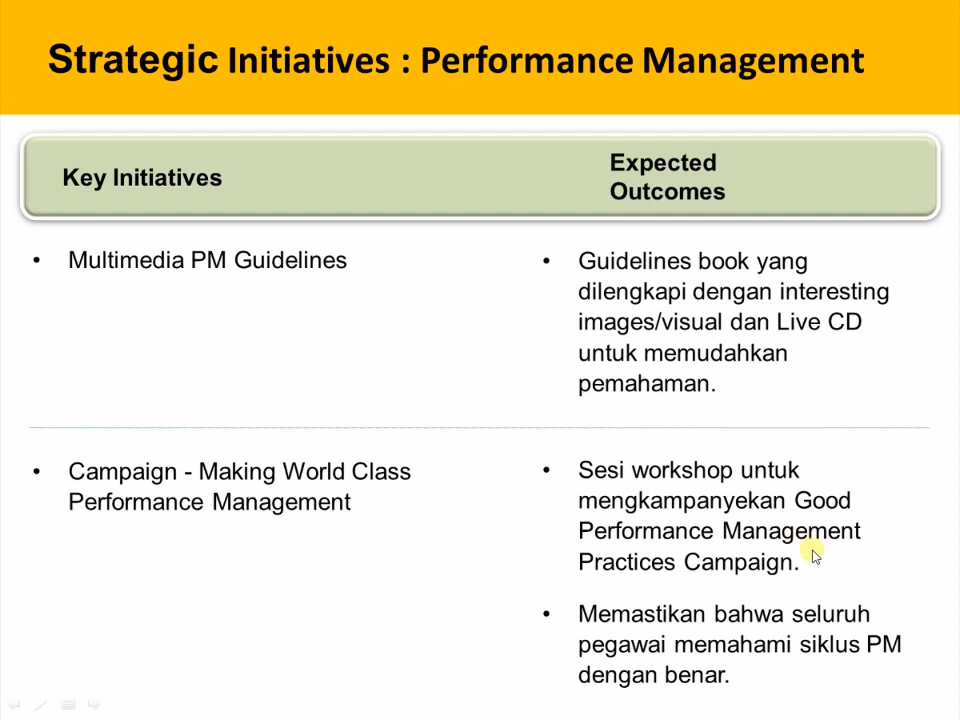 Strategic Initiatives : Performance Management
Key Initiatives
Expected
Outcomes
• Multimedia PM Guidelines
• Guidelines book yang
dilengkapi dengan interesting
images/visual dan Live CD
untuk memudahkan
pemahaman.
• Campaign - Making World Class
Performance Management
• Sesi workshop untuk
mengkampanyekan Good
Performance Management
Practices Campaign.
• Memastikan bahwa seluruh
pegawai memahami siklus PM
dengan benar.